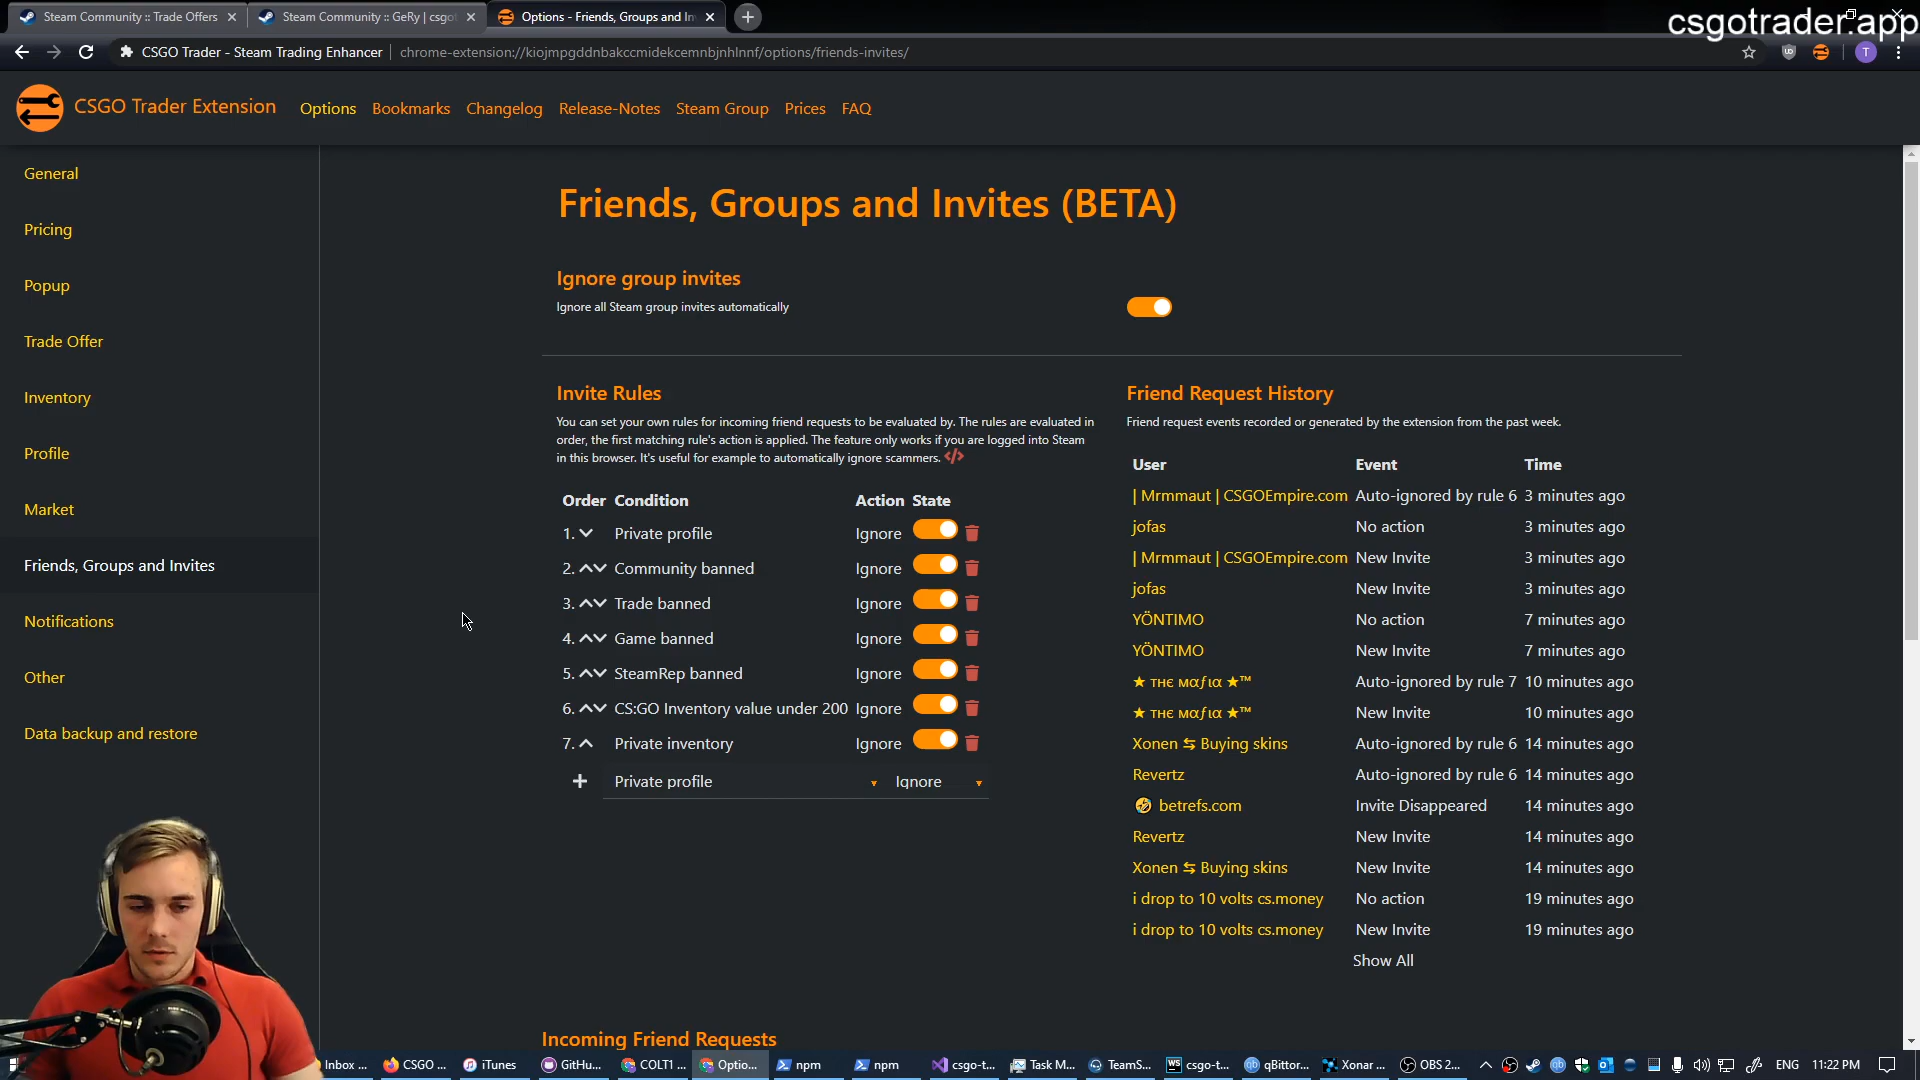 Steam Community :: Trade Offers
Steam Community :: GeRy | csgo
Options - Friends, Groups and In
csgotrader.app
CSGO Trader - Steam Trading Enhancer
chrome-extension://kiojmpgddnbakccmidekcemnbjnhlnnf/options/friends-invites/
T
CSGO Trader Extension
Options
Bookmarks
Changelog
Release-Notes
Steam Group
Prices
FAQ
General
Pricing
Popup
Trade Offer
Inventory
Profile
Market
Friends, Groups and Invites
Notifications
Other
Data backup and restore
Friends, Groups and Invites (BETA)
Ignore group invites
Ignore all Steam group invites automatically
Invite Rules
You can set your own rules for incoming friend requests to be evaluated by. The rules are evaluated in
order, the first matching rule's action is applied. The feature only works if you are logged into Steam
in this browser. It's useful for example to automatically ignore scammers. </>
Order Condition Action State
1. Private profile Ignore
2. Community banned Ignore
3. Trade banned Ignore
4. Game banned Ignore
5. SteamRep banned Ignore
6. CS:GO Inventory value under 200 Ignore
7. Private inventory Ignore
+ Private profile Ignore
Friend Request History
Friend request events recorded or generated by the extension from the past week.
User Event Time
| Mrmmaut | CSGOEmpire.com Auto-ignored by rule 6 3 minutes ago
jofas No action 3 minutes ago
| Mrmmaut | CSGOEmpire.com New Invite 3 minutes ago
jofas New Invite 3 minutes ago
YÖNTIMO No action 7 minutes ago
YÖNTIMO New Invite 7 minutes ago
★ тнє мαƒια ★™ Auto-ignored by rule 7 10 minutes ago
★ тнє мαƒια ★™ New Invite 10 minutes ago
Xonen ⇆ Buying skins Auto-ignored by rule 6 14 minutes ago
Revertz Auto-ignored by rule 6 14 minutes ago
🤣 betrefs.com Invite Disappeared 14 minutes ago
Revertz New Invite 14 minutes ago
Xonen ⇆ Buying skins New Invite 14 minutes ago
i drop to 10 volts cs.money No action 19 minutes ago
i drop to 10 volts cs.money New Invite 19 minutes ago
Show All
Incoming Friend Requests
Inbox ...
CSGO ...
iTunes
GitHu...
COLT1 ...
Optio...
npm
npm
csgo-t...
Task M...
TeamS...
csgo-t...
qBittor...
Xonar ...
OBS 2...
ENG
11:22 PM